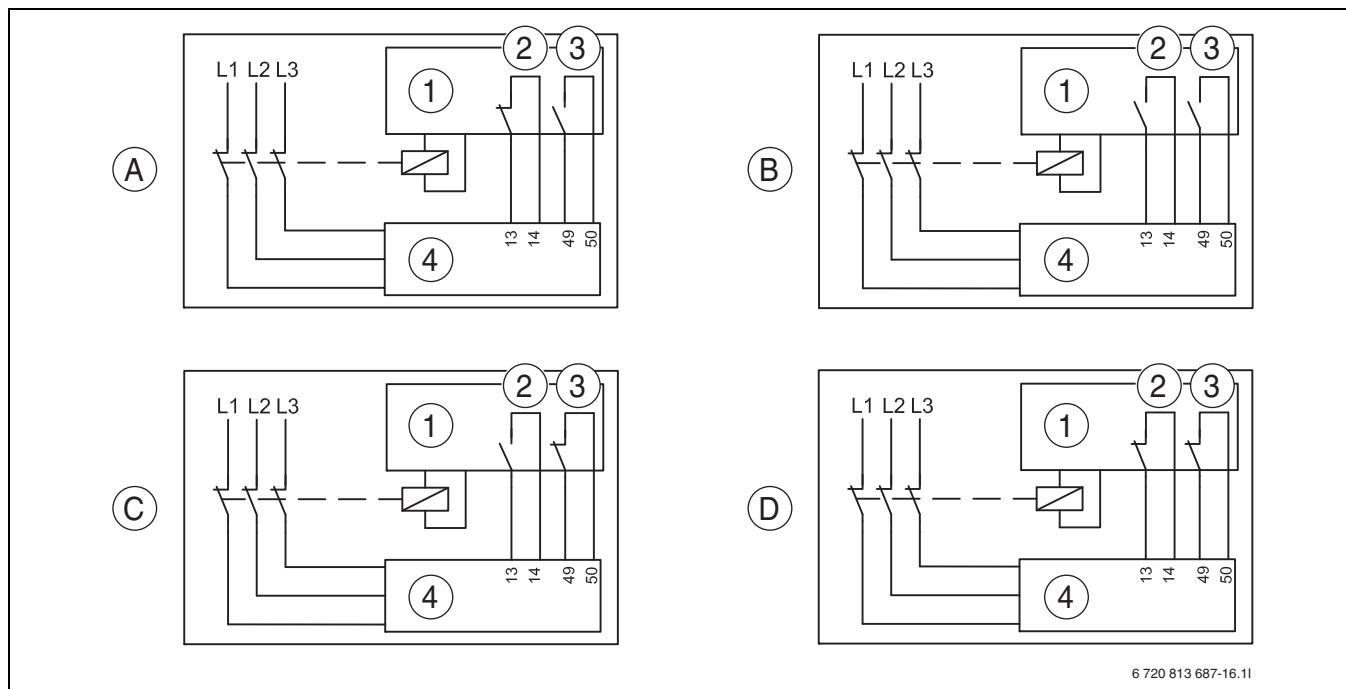 2 3 2 3
L1 L2 L3 1 L1 L2 L3 1
A B
13 14 49 50 13 14 49 50
4 4
2 3 2 3
L1 L2 L3 1 L1 L2 L3 1
C D
13 14 49 50 13 14 49 50
4 4
6 720 813 687-16.1I